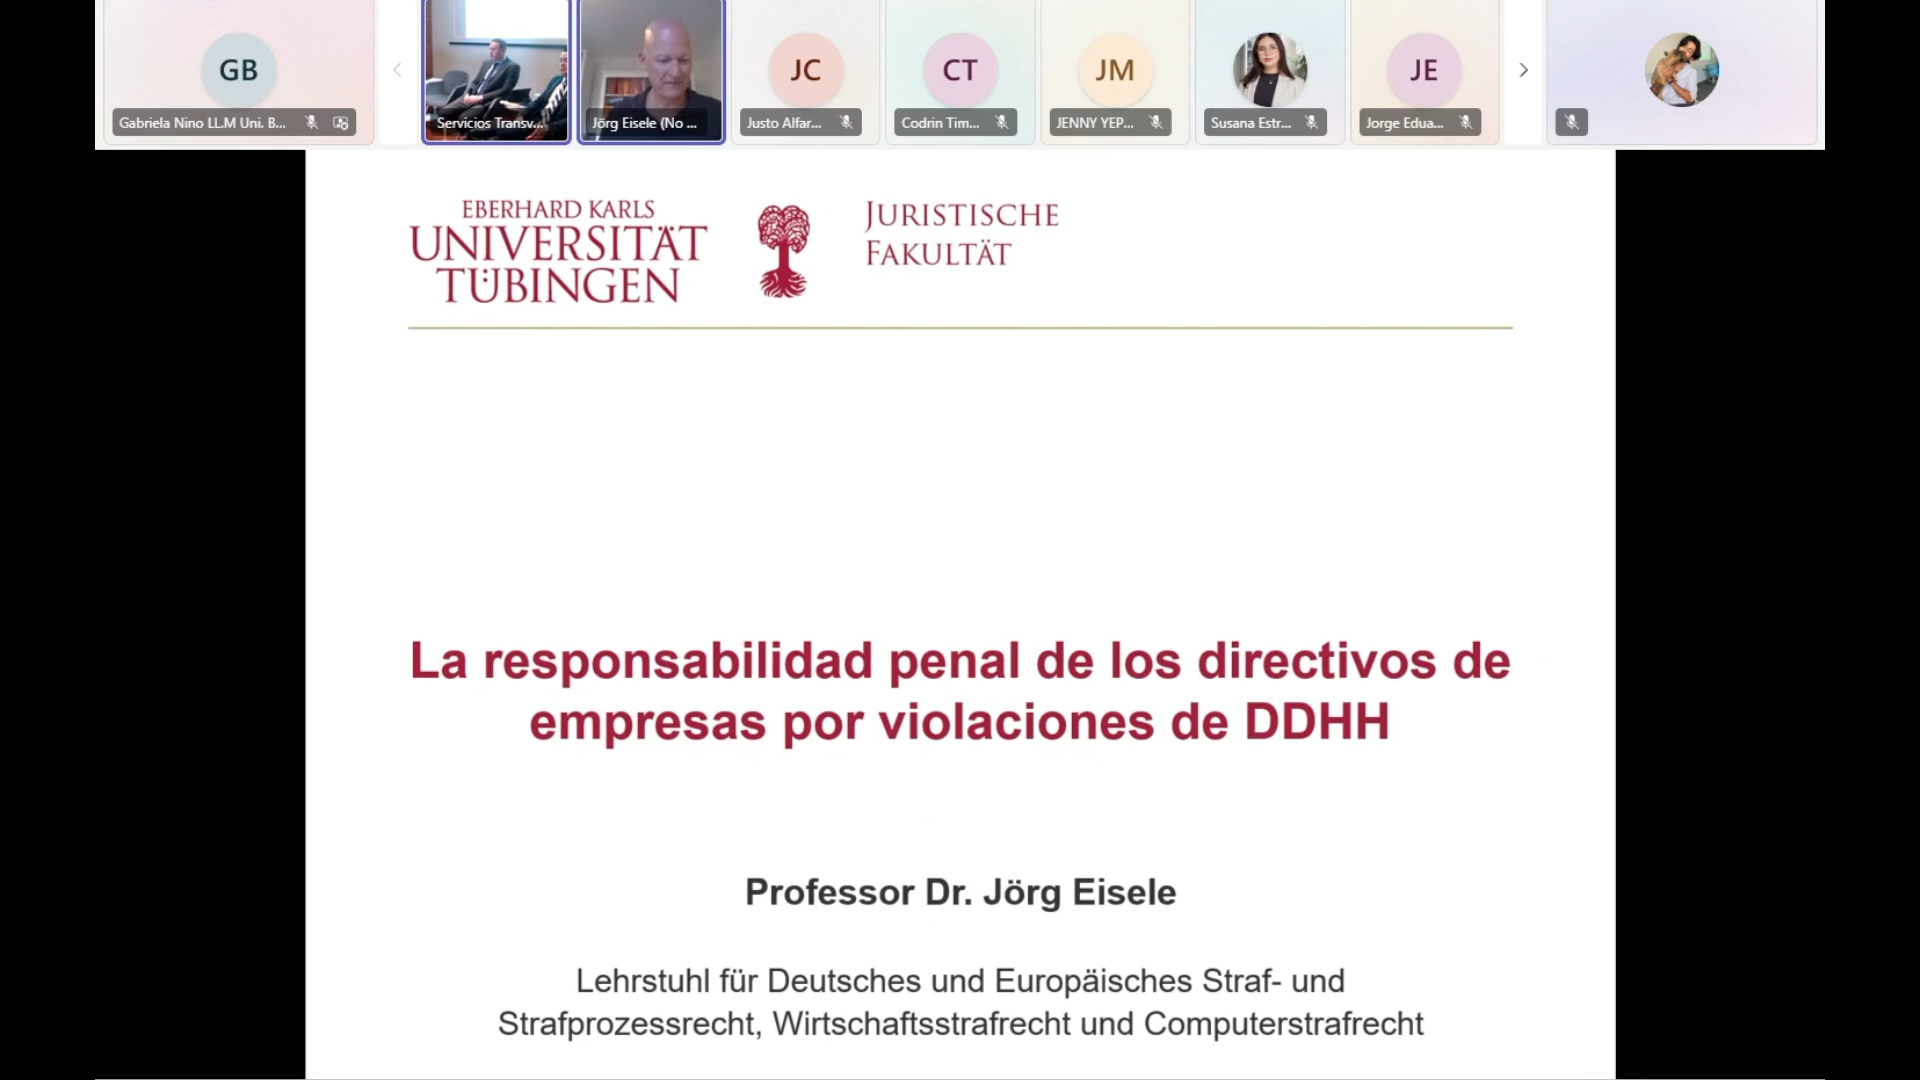 GB
JC
CT
JM
JE
Gabriela Nino LL.M Uni. B...
Servicios Transv...
Jörg Eisele (No ...
Justo Alfar...
Codrin Tim...
JENNY YEP...
Susana Estr...
Jorge Edua...
EBERHARD KARLS
UNIVERSITÄT
TÜBINGEN
JURISTISCHE
FAKULTÄT
La responsabilidad penal de los directivos de
empresas por violaciones de DDHH
Professor Dr. Jörg Eisele
Lehrstuhl für Deutsches und Europäisches Straf- und
Strafprozessrecht, Wirtschaftsstrafrecht und Computerstrafrecht